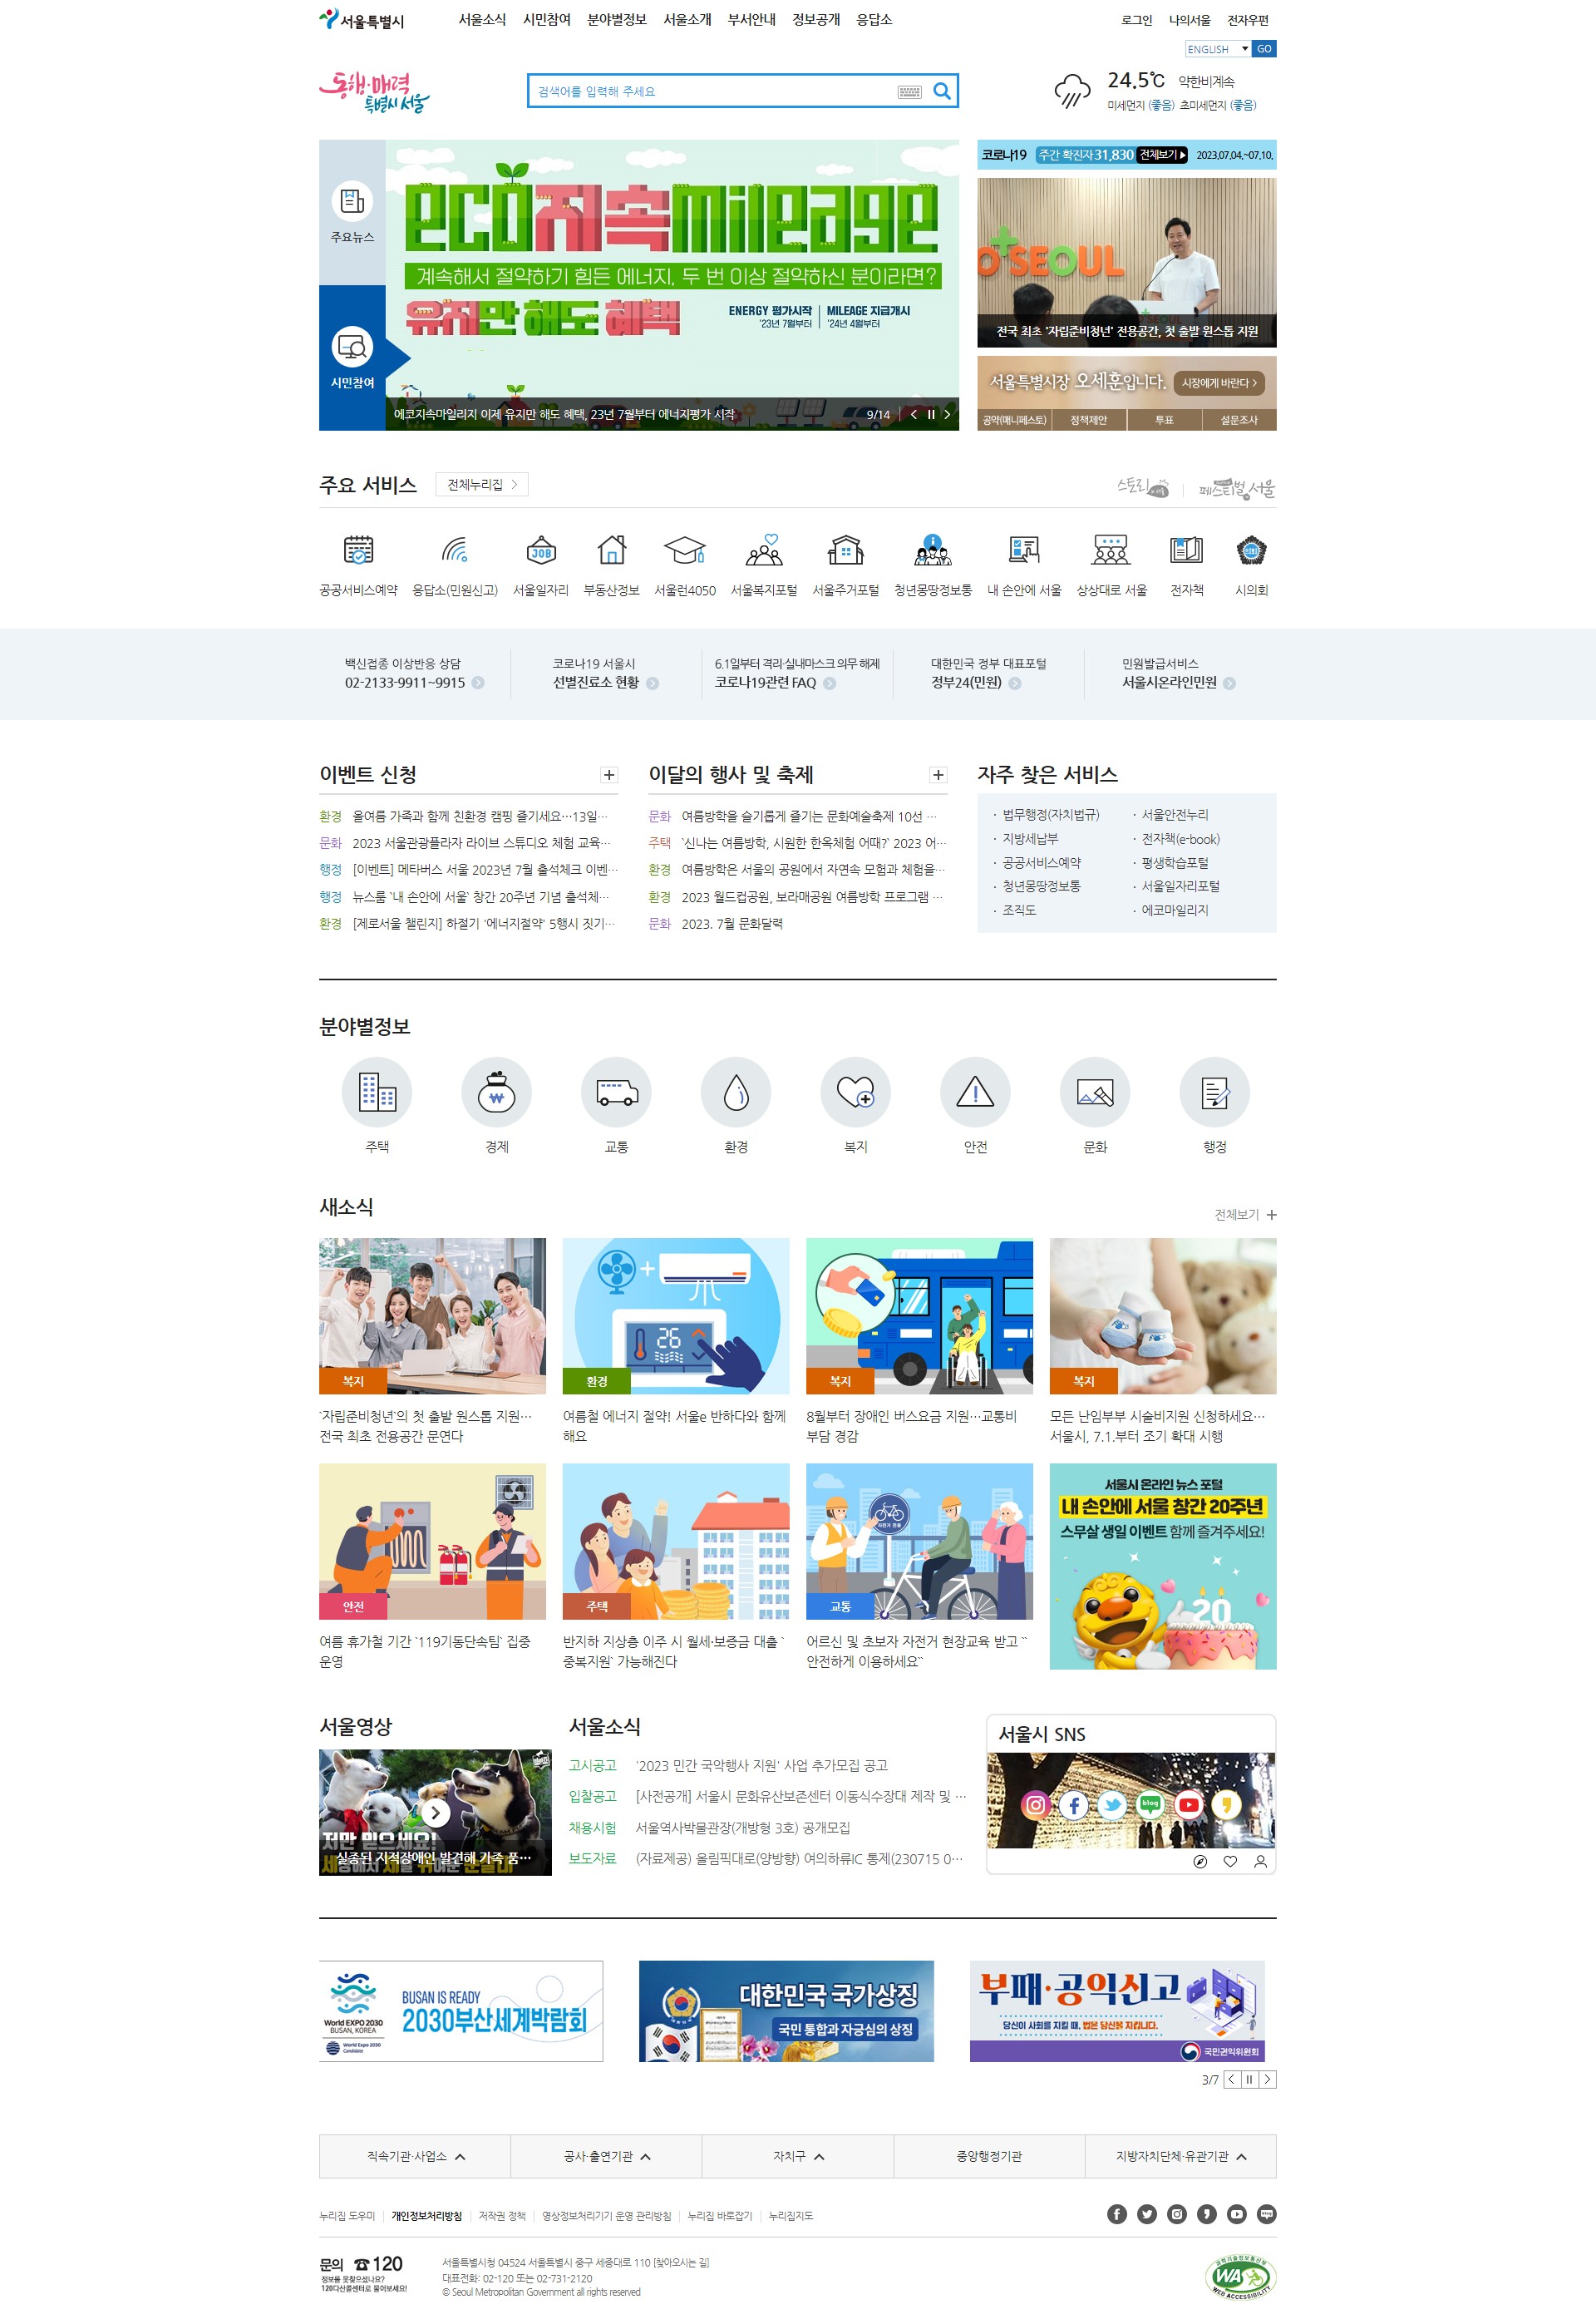 서울특별시
서울소식 시민참여 분야별정보 서울소개 부서안내 정보공개 응답소
로그인 나의서울 전자우편
ENGLISH GO
동행·매력
특별시 서울
검색어를 입력해 주세요
24.5℃ 약한비계속
미세먼지 (좋음) 초미세먼지 (좋음)
주요뉴스
시민참여
eco지속mileage
계속해서 절약하기 힘든 에너지, 두 번 이상 절약하신 분이라면?
유지만 해도 혜택
ENERGY 평가시작 MILEAGE 지급개시
'23년 7월부터 '24년 4월부터
에코지속마일리지 이제 유지만 해도 혜택, 23년 7월부터 에너지평가 시작
9/14
코로나19 주간 확진자 31,830 전체보기 2023.07.04.~07.10.
SEOUL
전국 최초 '자립준비청년' 전용공간, 첫 출발 원스톱 지원
서울특별시장 오세훈입니다. 시장에게 바란다 >
공약(매니페스토) 정책제안 투표 설문조사
주요 서비스 전체누리집
스토리 페스티벌 서울
공공서비스예약 응답소(민원신고) 서울일자리 부동산정보 서울런4050 서울복지포털 서울주거포털 청년몽땅정보통 내 손안에 서울 상상대로 서울 전자책 시의회
JOB
백신접종 이상반응 상담
02-2133-9911~9915
코로나19 서울시
선별진료소 현황
6.1일부터 격리·실내마스크 의무 해제
코로나19관련 FAQ
대한민국 정부 대표포털
정부24(민원)
민원발급서비스
서울시온라인민원
이벤트 신청
환경 올여름 가족과 함께 친환경 캠핑 즐기세요…13일…
문화 2023 서울관광플라자 라이브 스튜디오 체험 교육…
행정 [이벤트] 메타버스 서울 2023년 7월 출석체크 이벤…
행정 뉴스룸 `내 손안에 서울` 창간 20주년 기념 출석체…
환경 [제로서울 챌린지] 하절기 '에너지절약' 5행시 짓기…
이달의 행사 및 축제
문화 여름방학을 슬기롭게 즐기는 문화예술축제 10선 …
주택 `신나는 여름방학, 시원한 한옥체험 어때?` 2023 어…
환경 여름방학은 서울의 공원에서 자연속 모험과 체험을…
환경 2023 월드컵공원, 보라매공원 여름방학 프로그램 …
문화 2023. 7월 문화달력
자주 찾은 서비스
· 법무행정(자치법규) · 서울안전누리
· 지방세납부 · 전자책(e-book)
· 공공서비스예약 · 평생학습포털
· 청년몽땅정보통 · 서울일자리포털
· 조직도 · 에코마일리지
분야별정보
주택 경제 교통 환경 복지 안전 문화 행정
새소식 전체보기
복지
`자립준비청년`의 첫 출발 원스톱 지원…
전국 최초 전용공간 문연다
26
환경
여름철 에너지 절약! 서울e 반하다와 함께
해요
복지
8월부터 장애인 버스요금 지원…교통비
부담 경감
복지
모든 난임부부 시술비지원 신청하세요…
서울시, 7.1.부터 조기 확대 시행
안전
여름 휴가철 기간 `119기동단속팀` 집중
운영
주택
반지하 지상층 이주 시 월세·보증금 대출 `
중복지원` 가능해진다
자전거 전용
교통
어르신 및 초보자 자전거 현장교육 받고 ``
안전하게 이용하세요``
서울시 온라인 뉴스 포털
내 손안에 서울 창간 20주년
스무살 생일 이벤트 함께 즐겨주세요!
20
서울영상
저만 믿으세요!
실종된 지적장애인 발견해 가족 품…
서울소식
고시공고 '2023 민간 국악행사 지원' 사업 추가모집 공고
입찰공고 [사전공개] 서울시 문화유산보존센터 이동식수장대 제작 및 …
채용시험 서울역사박물관장(개방형 3호) 공개모집
보도자료 (자료제공) 올림픽대로(양방향) 여의하류IC 통제(230715 0…
서울시 SNS
blog
World EXPO 2030
BUSAN, KOREA
World Expo 2030
Candidate
BUSAN IS READY
2030부산세계박람회
대한민국 국가상징
국민 통합과 자긍심의 상징
부패·공익신고
당신이 사회를 지킬 때, 법은 당신을 지킵니다.
국민권익위원회
3/7
직속기관·사업소 공사·출연기관 자치구 중앙행정기관 지방자치단체·유관기관
누리집 도우미 개인정보처리방침 저작권 정책 영상정보처리기기 운영 관리방침 누리집 바로잡기 누리집지도
문의 ☎120
정보를 못찾으셨나요?
120다산콜센터로 물어보세요!
서울특별시청 04524 서울특별시 중구 세종대로 110 [찾아오시는 길]
대표전화: 02-120 또는 02-731-2120
© Seoul Metropolitan Government all rights reserved
과학기술정보통신부
WA
WEB ACCESSIBILITY